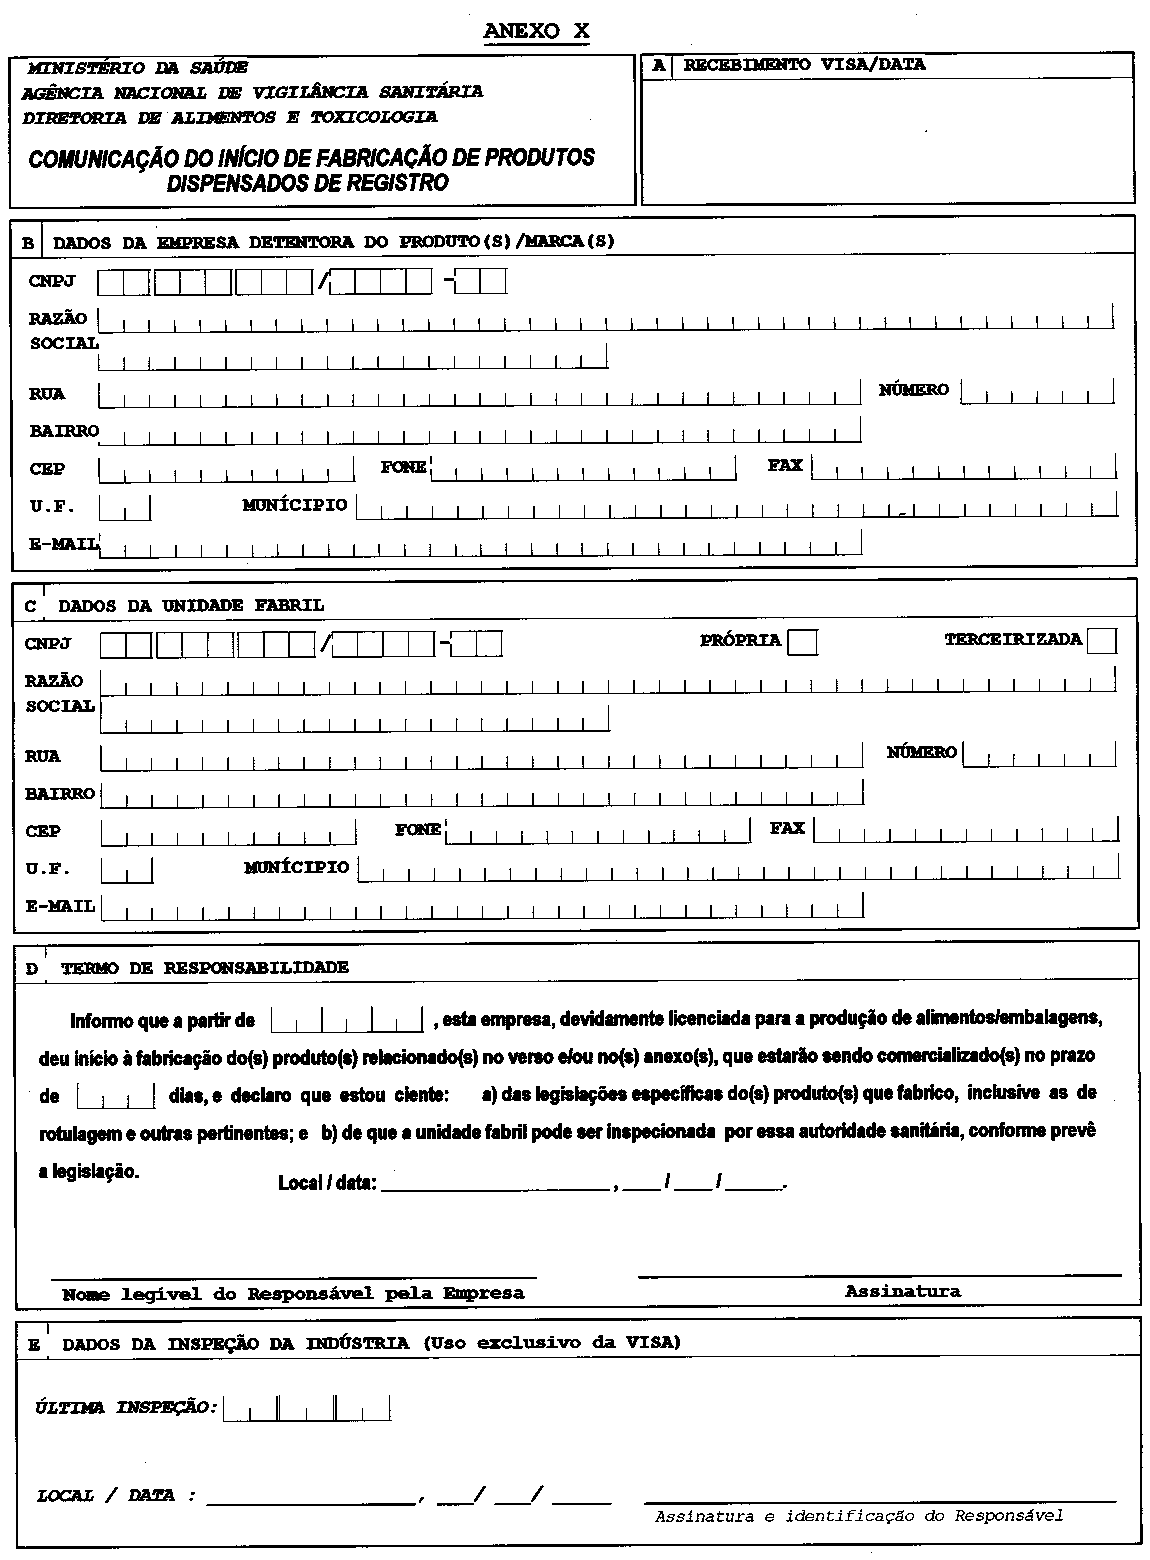 ANEXO X
MINISTÉRIO DA SAÚDE
AGÊNCIA NACIONAL DE VIGILÂNCIA SANITÁRIA
DIRETORIA DE ALIMENTOS E TOXICOLOGIA
COMUNICAÇÃO DO INÍCIO DE FABRICAÇÃO DE PRODUTOS
DISPENSADOS DE REGISTRO
A RECEBIMENTO VISA/DATA
B DADOS DA EMPRESA DETENTORA DO PRODUTO(S)/MARCA(S)
CNPJ / -
RAZÃO
SOCIAL
RUA NÚMERO
BAIRRO
CEP FONE FAX
U.F. MUNÍCIPIO
E-MAIL
C DADOS DA UNIDADE FABRIL
CNPJ / - PRÓPRIA TERCEIRIZADA
RAZÃO
SOCIAL
RUA NÚMERO
BAIRRO
CEP FONE FAX
U.F. MUNÍCIPIO
E-MAIL
D TERMO DE RESPONSABILIDADE
Informo que a partir de , esta empresa, devidamente licenciada para a produção de alimentos/embalagens,
deu início à fabricação do(s) produto(s) relacionado(s) no verso e/ou no(s) anexo(s), que estarão sendo comercializado(s) no prazo
de dias, e declaro que estou ciente: a) das legislações específicas do(s) produto(s) que fabrico, inclusive as de
rotulagem e outras pertinentes; e b) de que a unidade fabril pode ser inspecionada por essa autoridade sanitária, conforme prevê
a legislação.
Local / data: , / / .
Nome legível do Responsável pela Empresa Assinatura
E DADOS DA INSPEÇÃO DA INDÚSTRIA (Uso exclusivo da VISA)
ÚLTIMA INSPEÇÃO:
LOCAL / DATA : , / /
Assinatura e identificação do Responsável